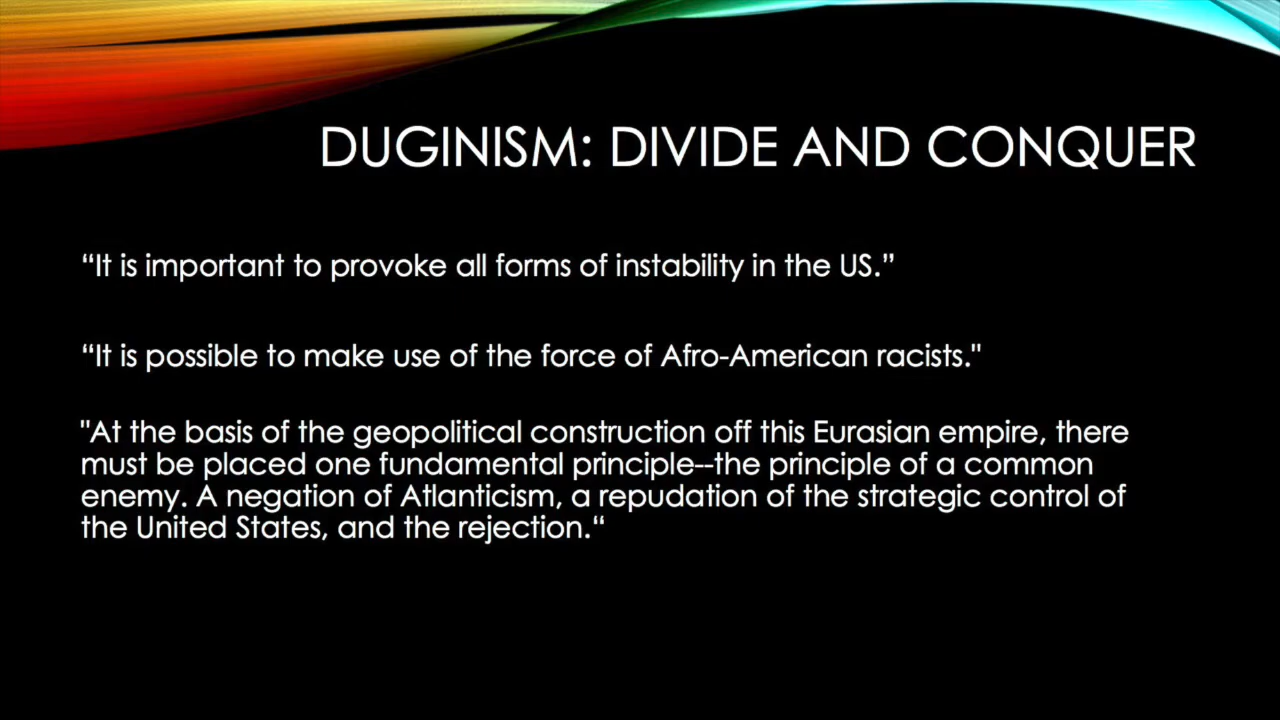 DUGINISM: DIVIDE AND CONQUER
“It is important to provoke all forms of instability in the US.”
“It is possible to make use of the force of Afro-American racists."
"At the basis of the geopolitical construction off this Eurasian empire, there
must be placed one fundamental principle--the principle of a common
enemy. A negation of Atlanticism, a repudation of the strategic control of
the United States, and the rejection.“